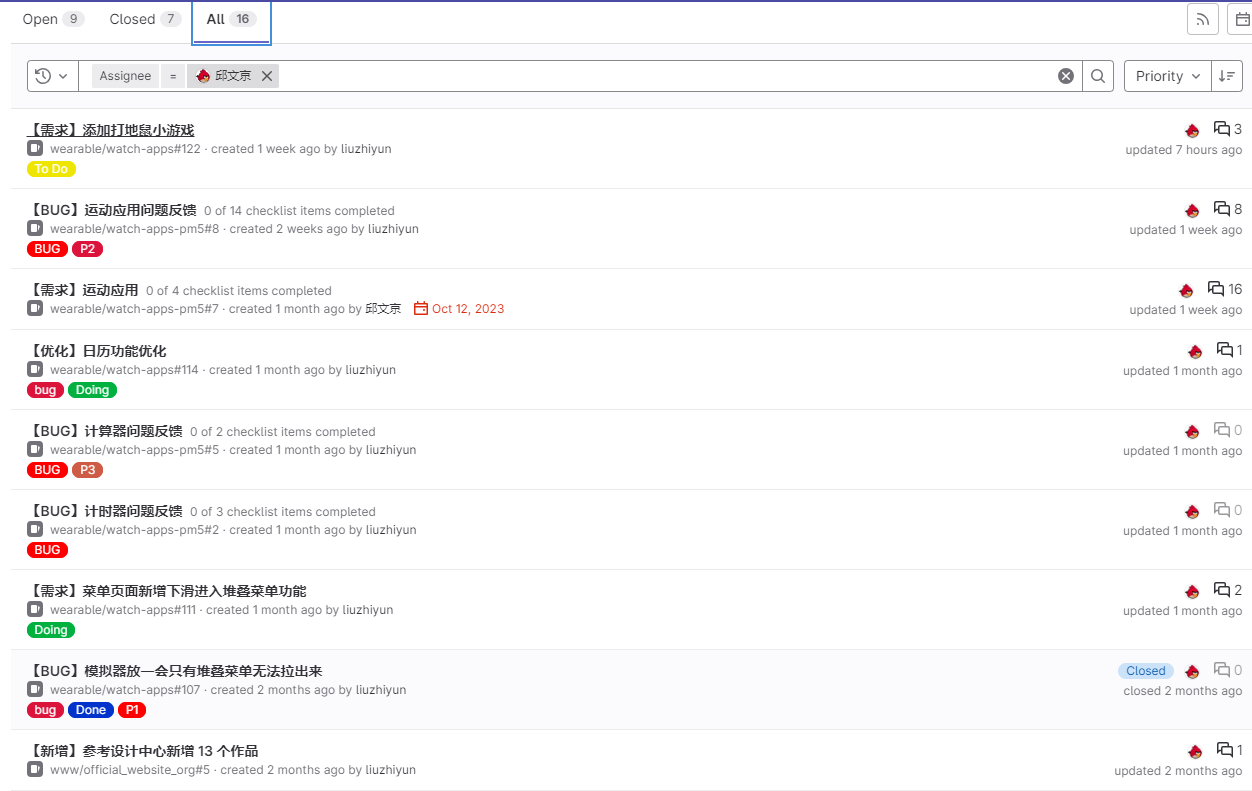 Open 9 Closed 7 All 16
Assignee = 邱文京 Priority
【需求】添加打地鼠小游戏 3
wearable/watch-apps#122 · created 1 week ago by liuzhiyun updated 7 hours ago
To Do
【BUG】运动应用问题反馈 0 of 14 checklist items completed 8
wearable/watch-apps-pm5#8 · created 2 weeks ago by liuzhiyun updated 1 week ago
BUG P2
【需求】运动应用 0 of 4 checklist items completed 16
wearable/watch-apps-pm5#7 · created 1 month ago by 邱文京 Oct 12, 2023 updated 1 week ago
【优化】日历功能优化 1
wearable/watch-apps#114 · created 1 month ago by liuzhiyun updated 1 month ago
bug Doing
【BUG】计算器问题反馈 0 of 2 checklist items completed 0
wearable/watch-apps-pm5#5 · created 1 month ago by liuzhiyun updated 1 month ago
BUG P3
【BUG】计时器问题反馈 0 of 3 checklist items completed 0
wearable/watch-apps-pm5#2 · created 1 month ago by liuzhiyun updated 1 month ago
BUG
【需求】菜单页面新增下滑进入堆叠菜单功能 2
wearable/watch-apps#111 · created 1 month ago by liuzhiyun updated 1 month ago
Doing
【BUG】模拟器放一会只有堆叠菜单无法拉出来 Closed 0
wearable/watch-apps#107 · created 2 months ago by liuzhiyun closed 2 months ago
bug Done P1
【新增】参考设计中心新增 13 个作品 1
www/official_website_org#5 · created 2 months ago by liuzhiyun updated 2 months ago